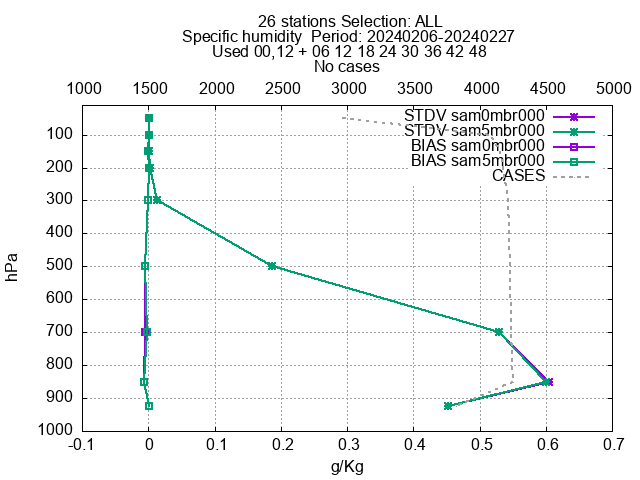 26 stations Selection: ALL
Specific humidity  Period: 20240206-20240227
Used 00,12 + 06 12 18 24 30 36 42 48
No cases
1000 1500 2000 2500 3000 3500 4000 4500 5000
STDV sam0mbr000
STDV sam5mbr000
BIAS sam0mbr000
BIAS sam5mbr000
CASES
100
200
300
400
500
600
700
800
900
1000
hPa
-0.1 0 0.1 0.2 0.3 0.4 0.5 0.6 0.7
g/Kg